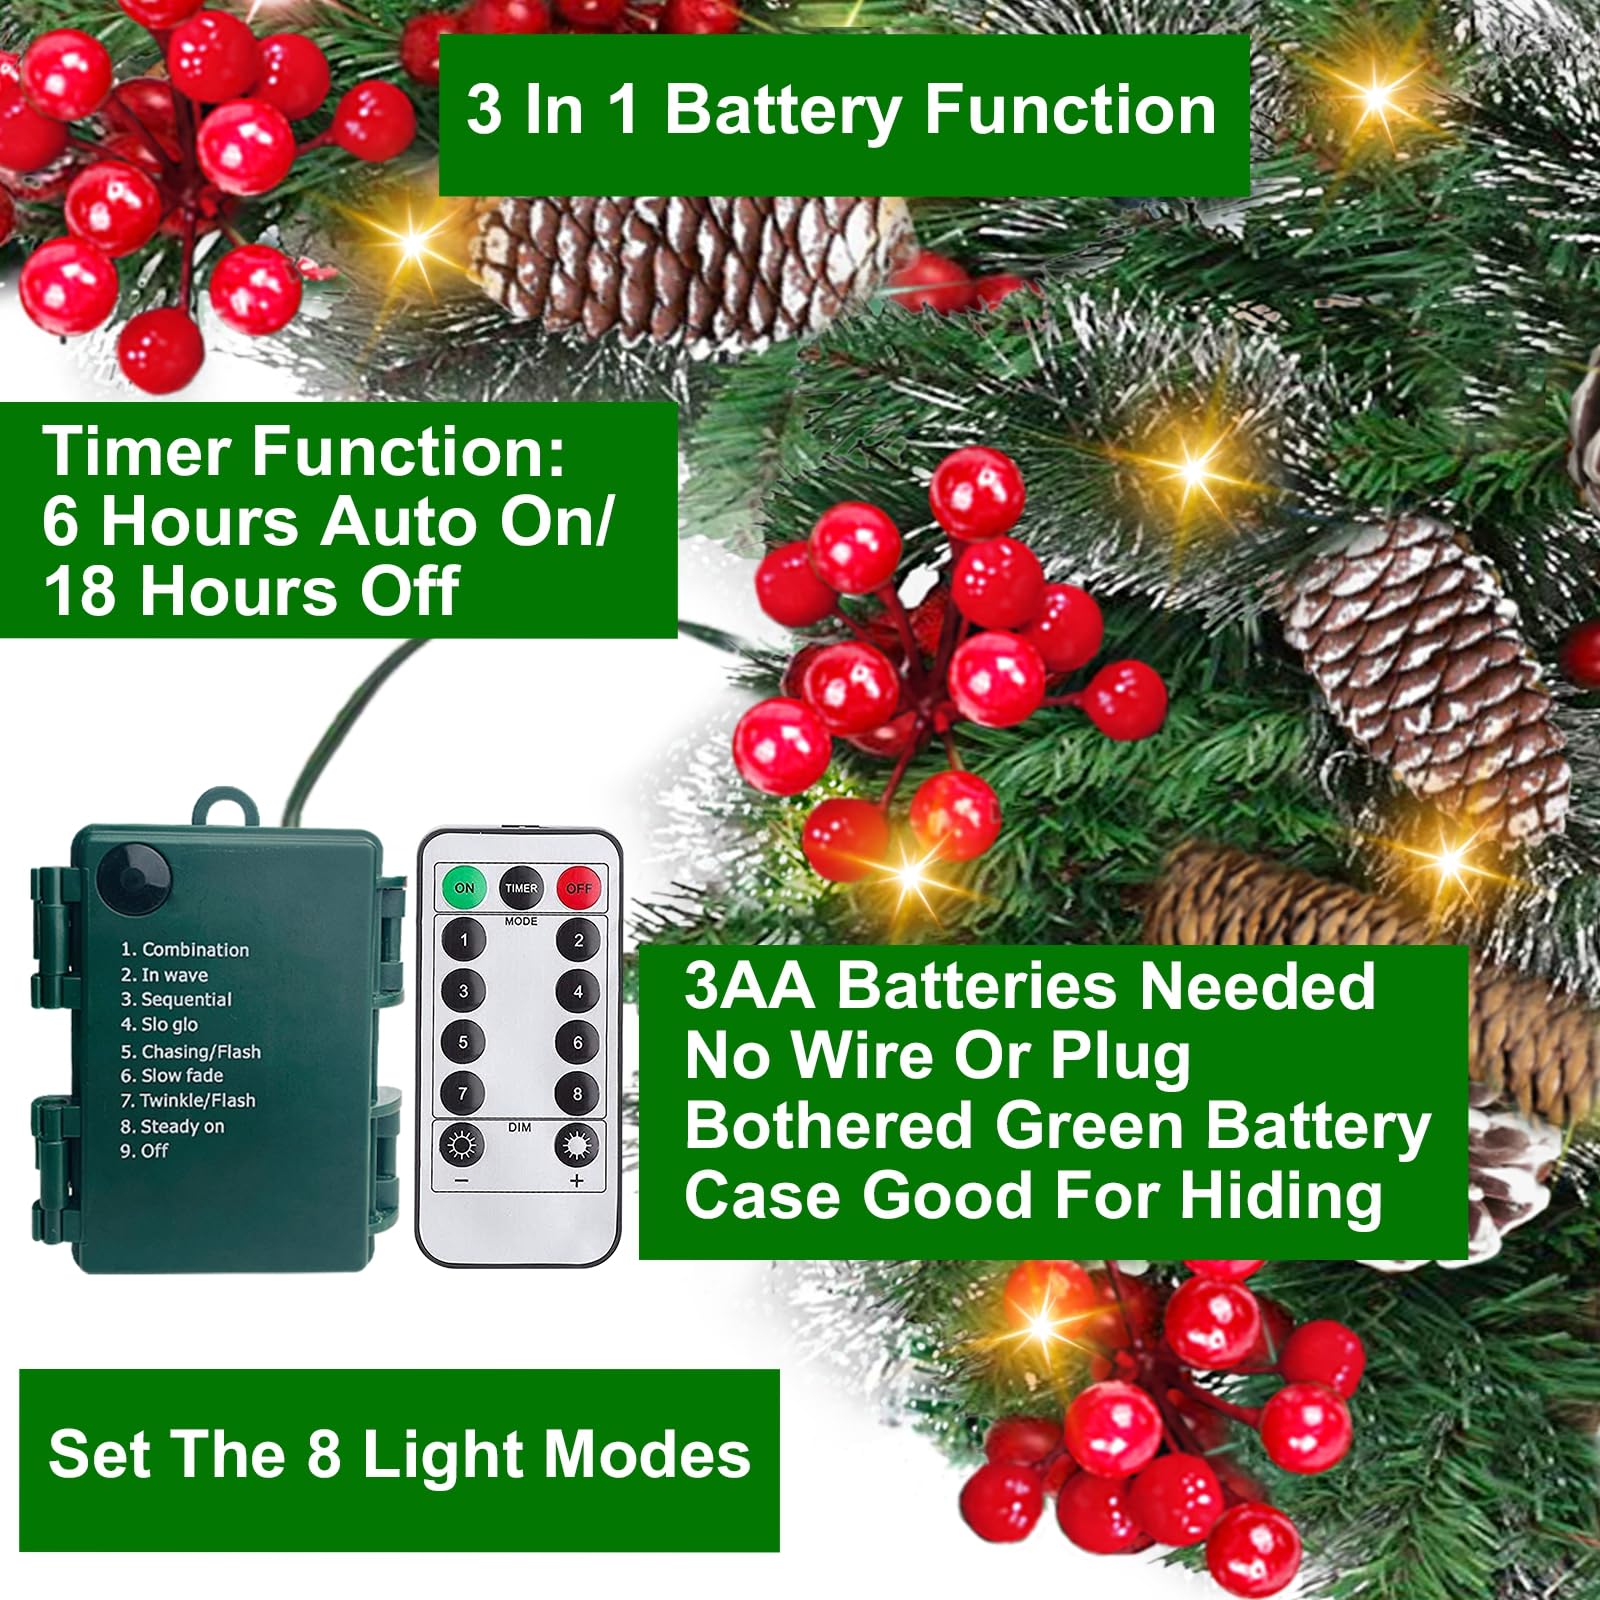 3 In 1 Battery Function
Timer Function:
6 Hours Auto On/
18 Hours Off
1. Combination
2. In wave
3. Sequential
4. Slo glo
5. Chasing/Flash
6. Slow fade
7. Twinkle/Flash
8. Steady on
9. Off
ON TIMER OFF
MODE
1 2
3 4
5 6
7 8
DIM
− +
3AA Batteries Needed
No Wire Or Plug
Bothered Green Battery
Case Good For Hiding
Set The 8 Light Modes